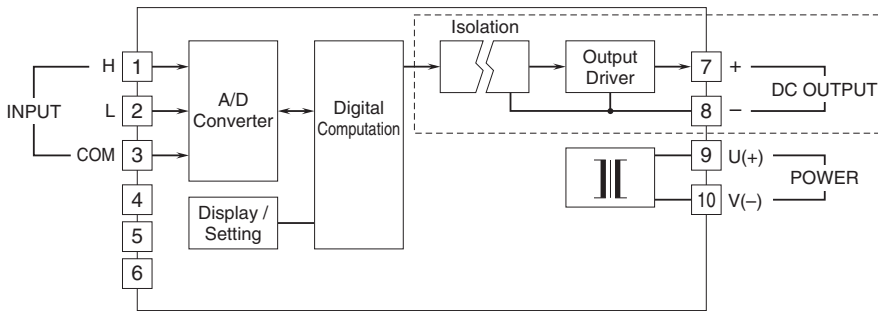 Isolation
H 1
INPUT
L 2
COM 3
4
5
6
A/D
Converter
Digital
Computation
Display /
Setting
Output
Driver
7 +
8 −
DC OUTPUT
9 U(+)
10 V(−)
POWER